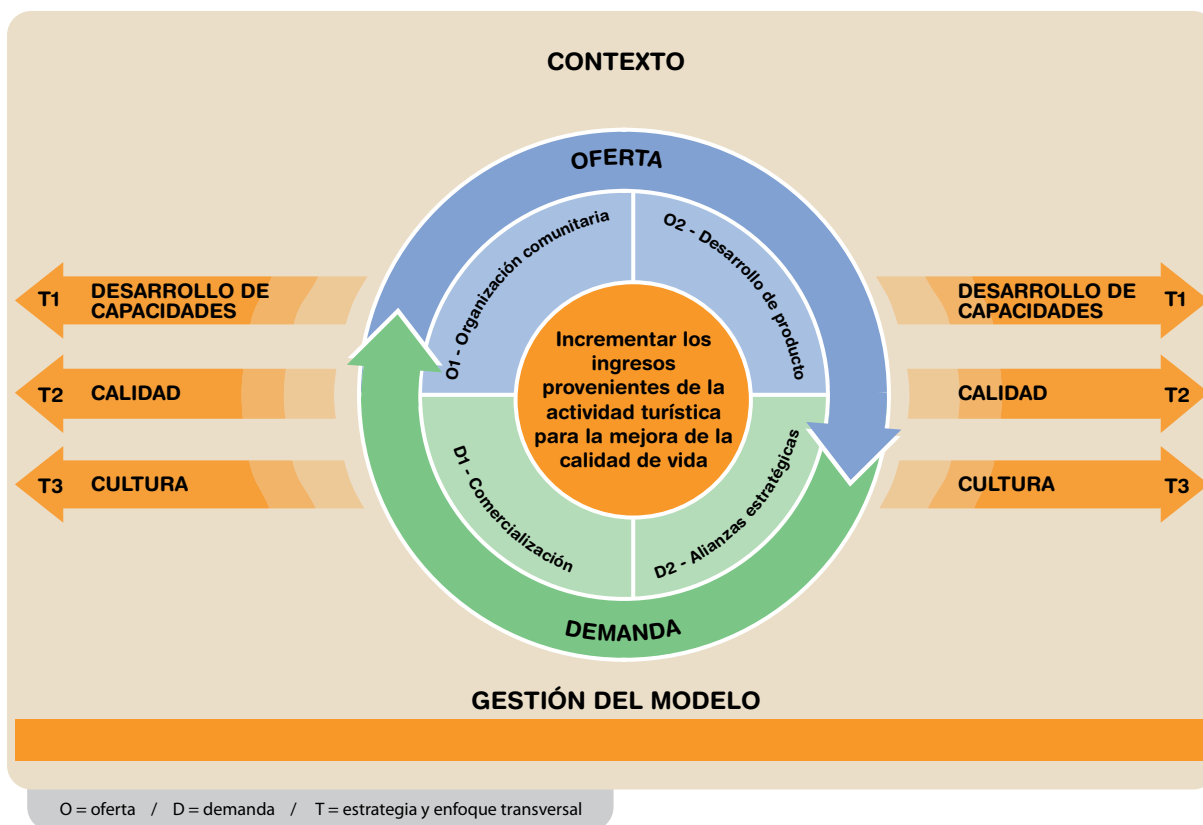 CONTEXTO
OFERTA
O1 - Organización comunitaria
O2 - Desarrollo de producto
T1 DESARROLLO DE
CAPACIDADES
T2 CALIDAD
T3 CULTURA
Incrementar los
ingresos
provenientes de la
actividad turística
para la mejora de la
calidad de vida
DESARROLLO DE
CAPACIDADES T1
CALIDAD T2
CULTURA T3
D1 - Comercialización
D2 - Alianzas estratégicas
DEMANDA
GESTIÓN DEL MODELO
O = oferta / D = demanda / T = estrategia y enfoque transversal